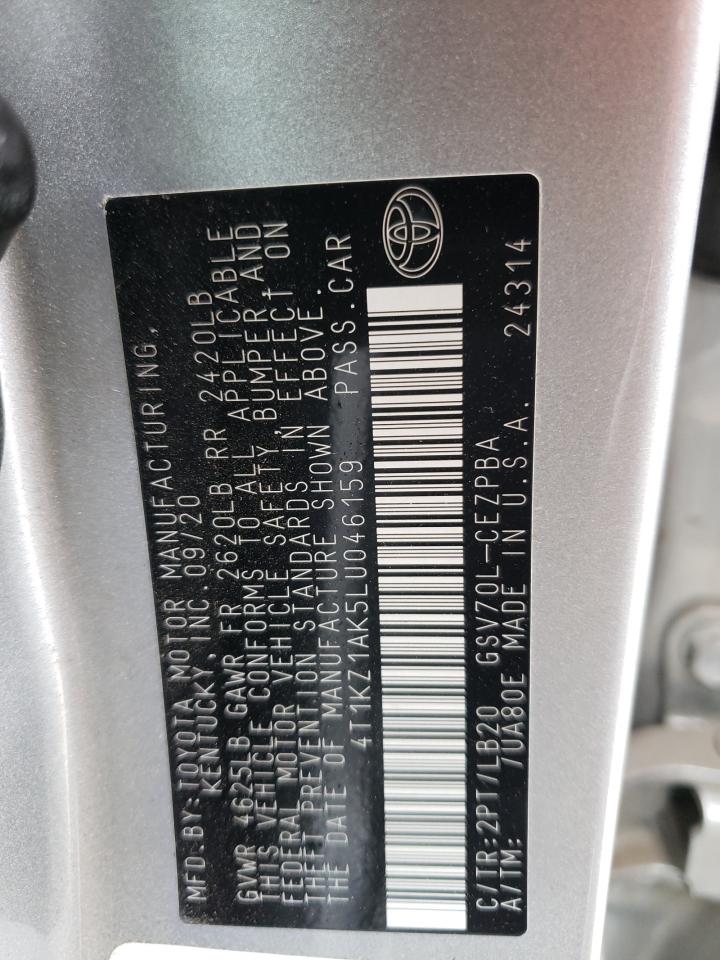 MFD.BY:TOYOTA MOTOR MANUFACTURING,
KENTUCKY, INC. 09/20
GVWR 4625LB GAWR FR 2620LB RR 2420LB
THIS VEHICLE CONFORMS TO ALL APPLICABLE
FEDERAL MOTOR VEHICLE SAFETY, BUMPER AND
THEFT PREVENTION STANDARDS IN EFFECT ON
THE DATE OF MANUFACTURE SHOWN ABOVE.
4T1KZ1AK5LU046159 PASS.CAR
C/TR:2PT/LB20 GSV70L-CEZPBA
A/TM: /UA80E MADE IN U.S.A. 24314